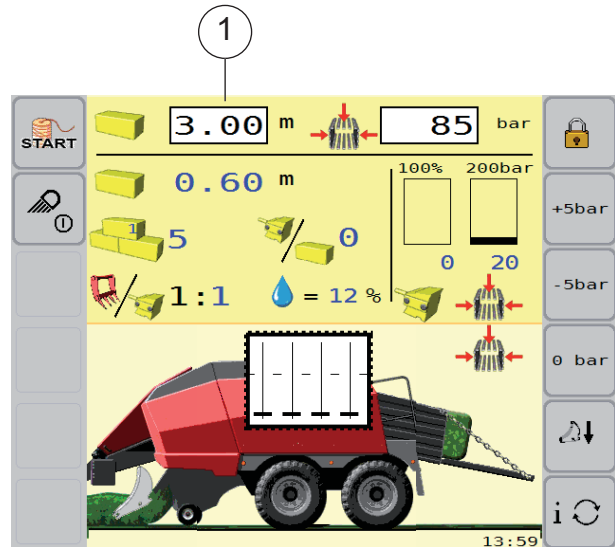 1
START
3.00 m
85 bar
0.60 m
100% 200bar
+5bar
1
5
0
0 20
-5bar
1:1
= 12 %
0 bar
i
13:59